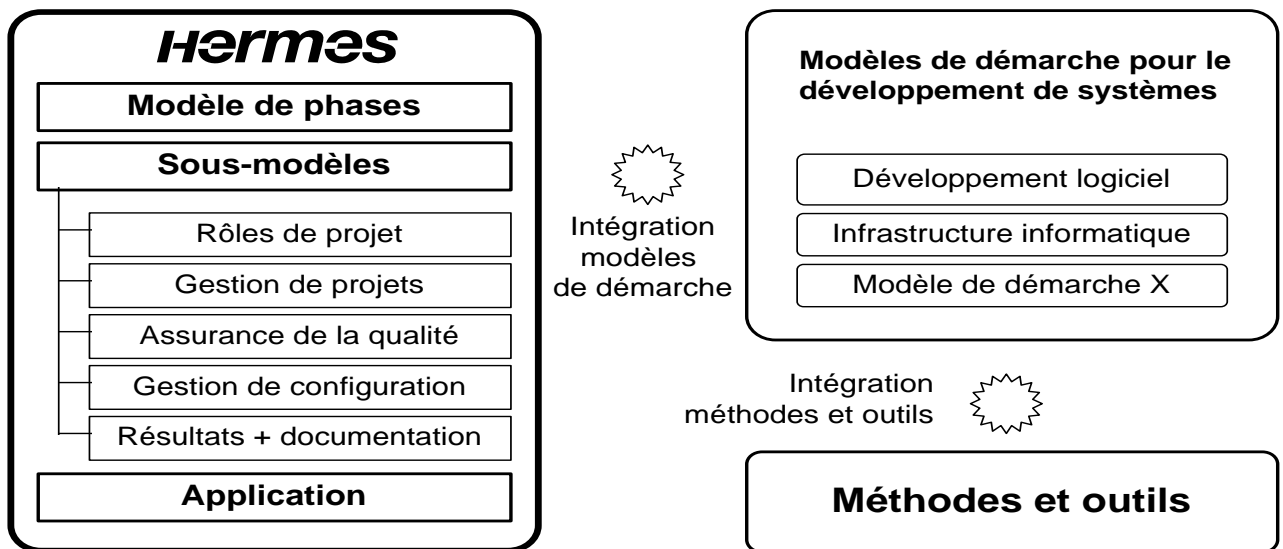 Hermes
Modèle de phases
Sous-modèles
Rôles de projet
Gestion de projets
Assurance de la qualité
Gestion de configuration
Résultats + documentation
Application
Intégration
modèles
de démarche
Modèles de démarche pour le
développement de systèmes
Développement logiciel
Infrastructure informatique
Modèle de démarche X
Intégration
méthodes et outils
Méthodes et outils